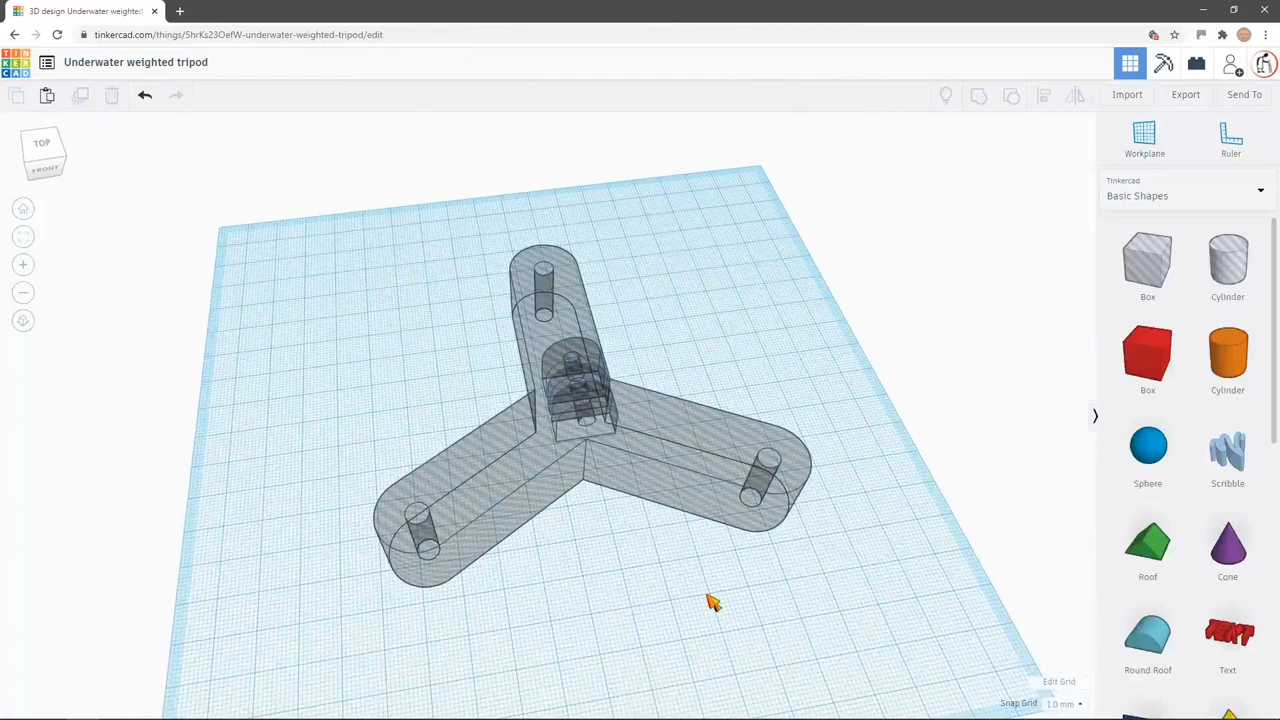 3D design Underwater weighted
tinkercad.com/things/5hrKs23OefW-underwater-weighted-tripod/edit
TIN
KER
CAD
Underwater weighted tripod
Import
Export
Send To
TOP
FRONT
Workplane
Ruler
Tinkercad
Basic Shapes
Box
Cylinder
Box
Cylinder
Sphere
Scribble
Roof
Cone
TEXT
Round Roof
Text
Edit Grid
Snap Grid
1.0 mm